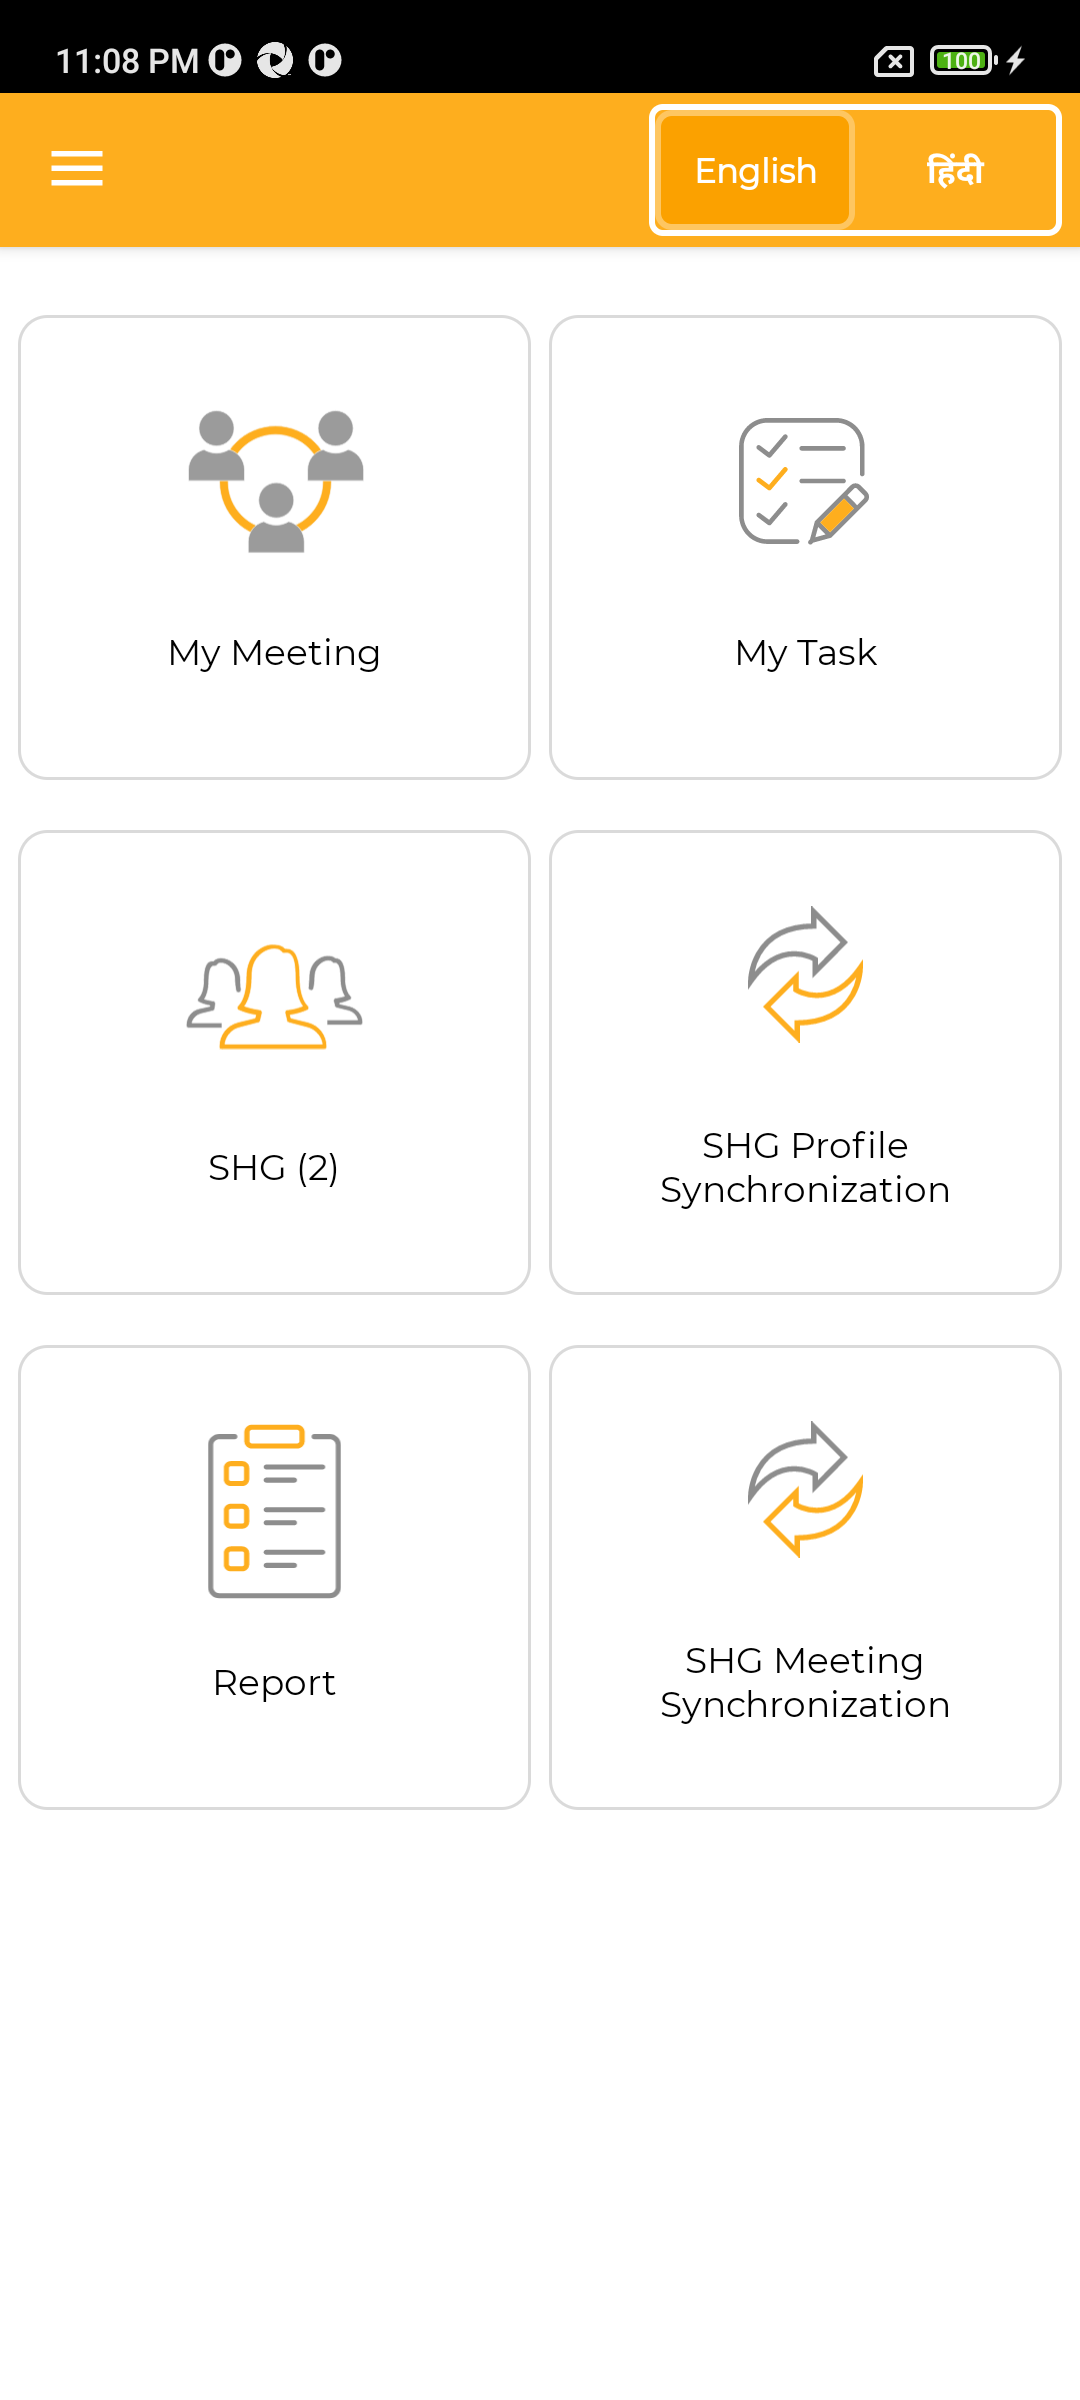 11:08 PM
100
English
हिंदी
My Meeting
My Task
SHG (2)
SHG Profile
Synchronization
Report
SHG Meeting
Synchronization